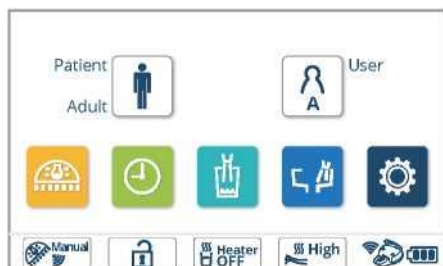 Patient
User
Adult
A
Manual
Heater
OFF
High